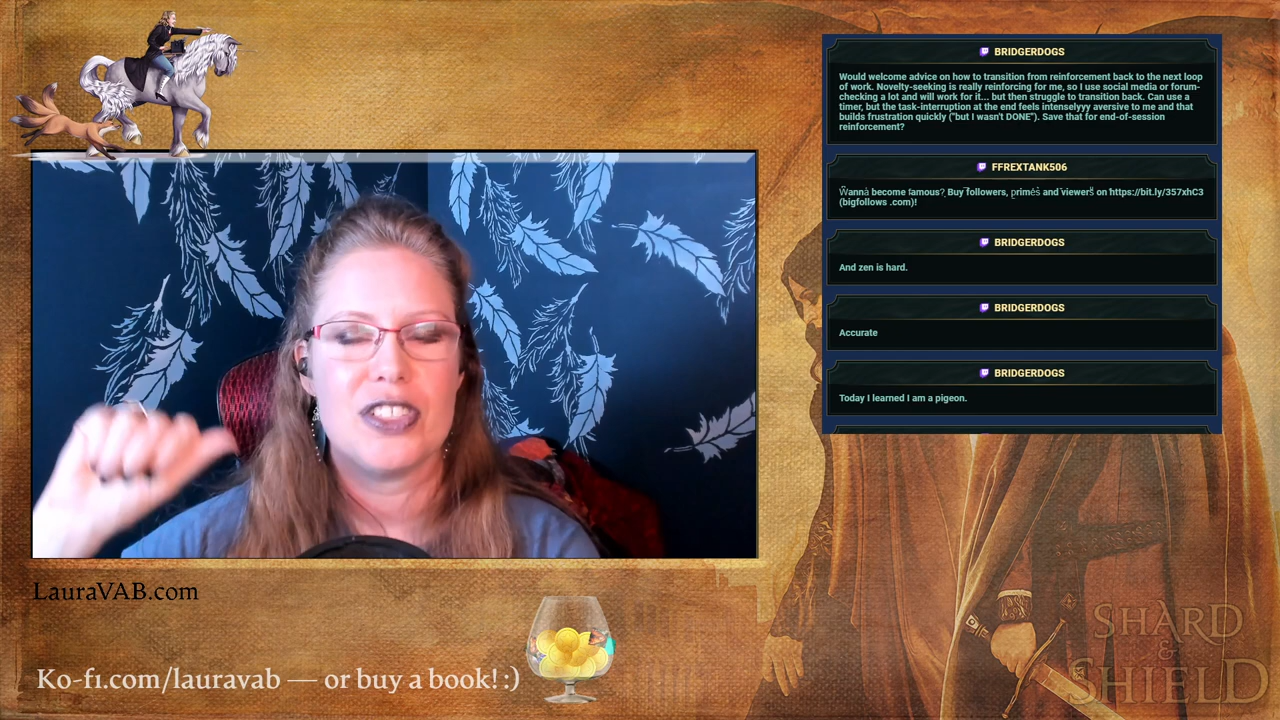 BRIDGERDOGS
Would welcome advice on how to transition from reinforcement back to the next loop
of work. Novelty-seeking is really reinforcing for me, so I use social media or forum-
checking a lot and will work for it... but then struggle to transition back. Can use a
timer, but the task-interruption at the end feels intenselyyy aversive to me and that
builds frustration quickly ("but I wasn't DONE"). Save that for end-of-session
reinforcement?
FFREXTANK506
Wannà become famous? Buy followers, primės and viewers on https://bit.ly/357xhC3
(bigfollows .com)!
BRIDGERDOGS
And zen is hard.
BRIDGERDOGS
Accurate
BRIDGERDOGS
Today I learned I am a pigeon.
LauraVAB.com
Ko-fi.com/lauravab — or buy a book! :)
SHARD
&
SHIELD